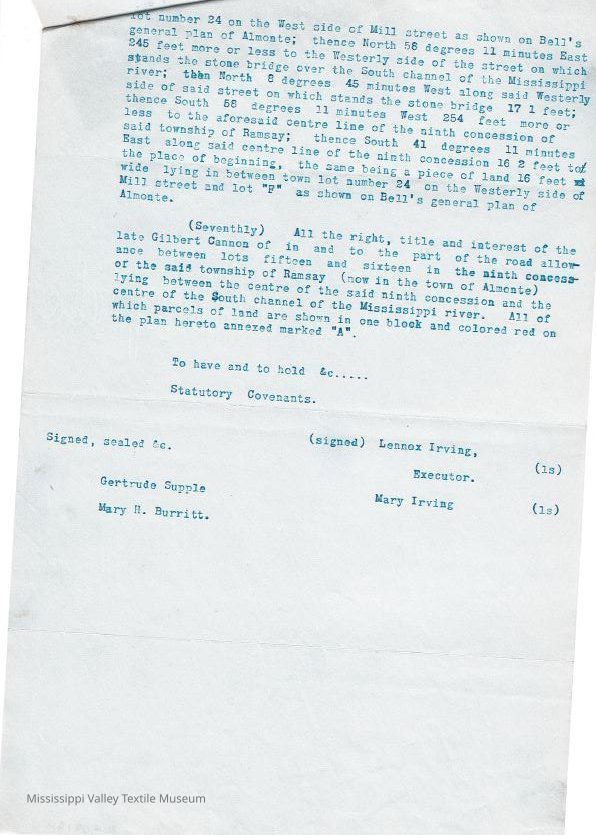 lot number 24 on the West side of Mill street as shown on Bell's
general plan of Almonte; thence North 58 degrees 11 minutes East
245 feet more or less to the Westerly side of the street on which
stands the stone bridge over the South channel of the Mississippi
river; then North 8 degrees 45 minutes West along said Westerly
side of said street on which stands the stone bridge 17 1 feet;
thence South 58 degrees 11 minutes West 254 feet more or
less to the aforesaid centre line of the ninth concession of
said township of Ramsay; thence South 41 degrees 11 minutes
East along said centre line of the ninth concession 16 2 feet to
the place of beginning, the same being a piece of land 16 feet
wide lying in between town lot number 24 on the Westerly side of
Mill street and lot "P" as shown on Bell's general plan of
Almonte.
(Seventhly) All the right, title and interest of the
late Gilbert Cannon of in and to the part of the road allow-
ance between lots fifteen and sixteen in the ninth concess-
of the said township of Ramsay (now in the town of Almonte)
lying between the centre of the said ninth concession and the
centre of the South channel of the Mississippi river. All of
which parcels of land are shown in one block and colored red on
the plan hereto annexed marked "A".
To have and to hold &c.....
Statutory Covenants.
Signed, sealed &c. (signed) Lennox Irving, (ls)
Executor.
Gertrude Supple Mary Irving (ls)
Mary H. Burritt.
Mississippi Valley Textile Museum